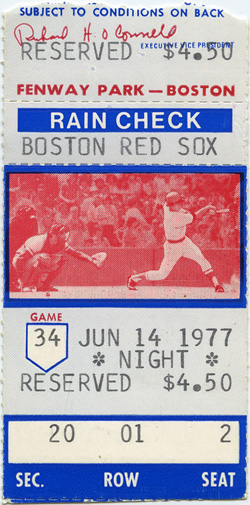 SUBJECT TO CONDITIONS ON BACK
Richard H. O'Connell
EXECUTIVE VICE PRESIDENT
RESERVED $4.50
FENWAY PARK — BOSTON
RAIN CHECK
BOSTON RED SOX
GAME
34 JUN 14 1977
* NIGHT *
RESERVED $4.50
20 01 2
SEC. ROW SEAT